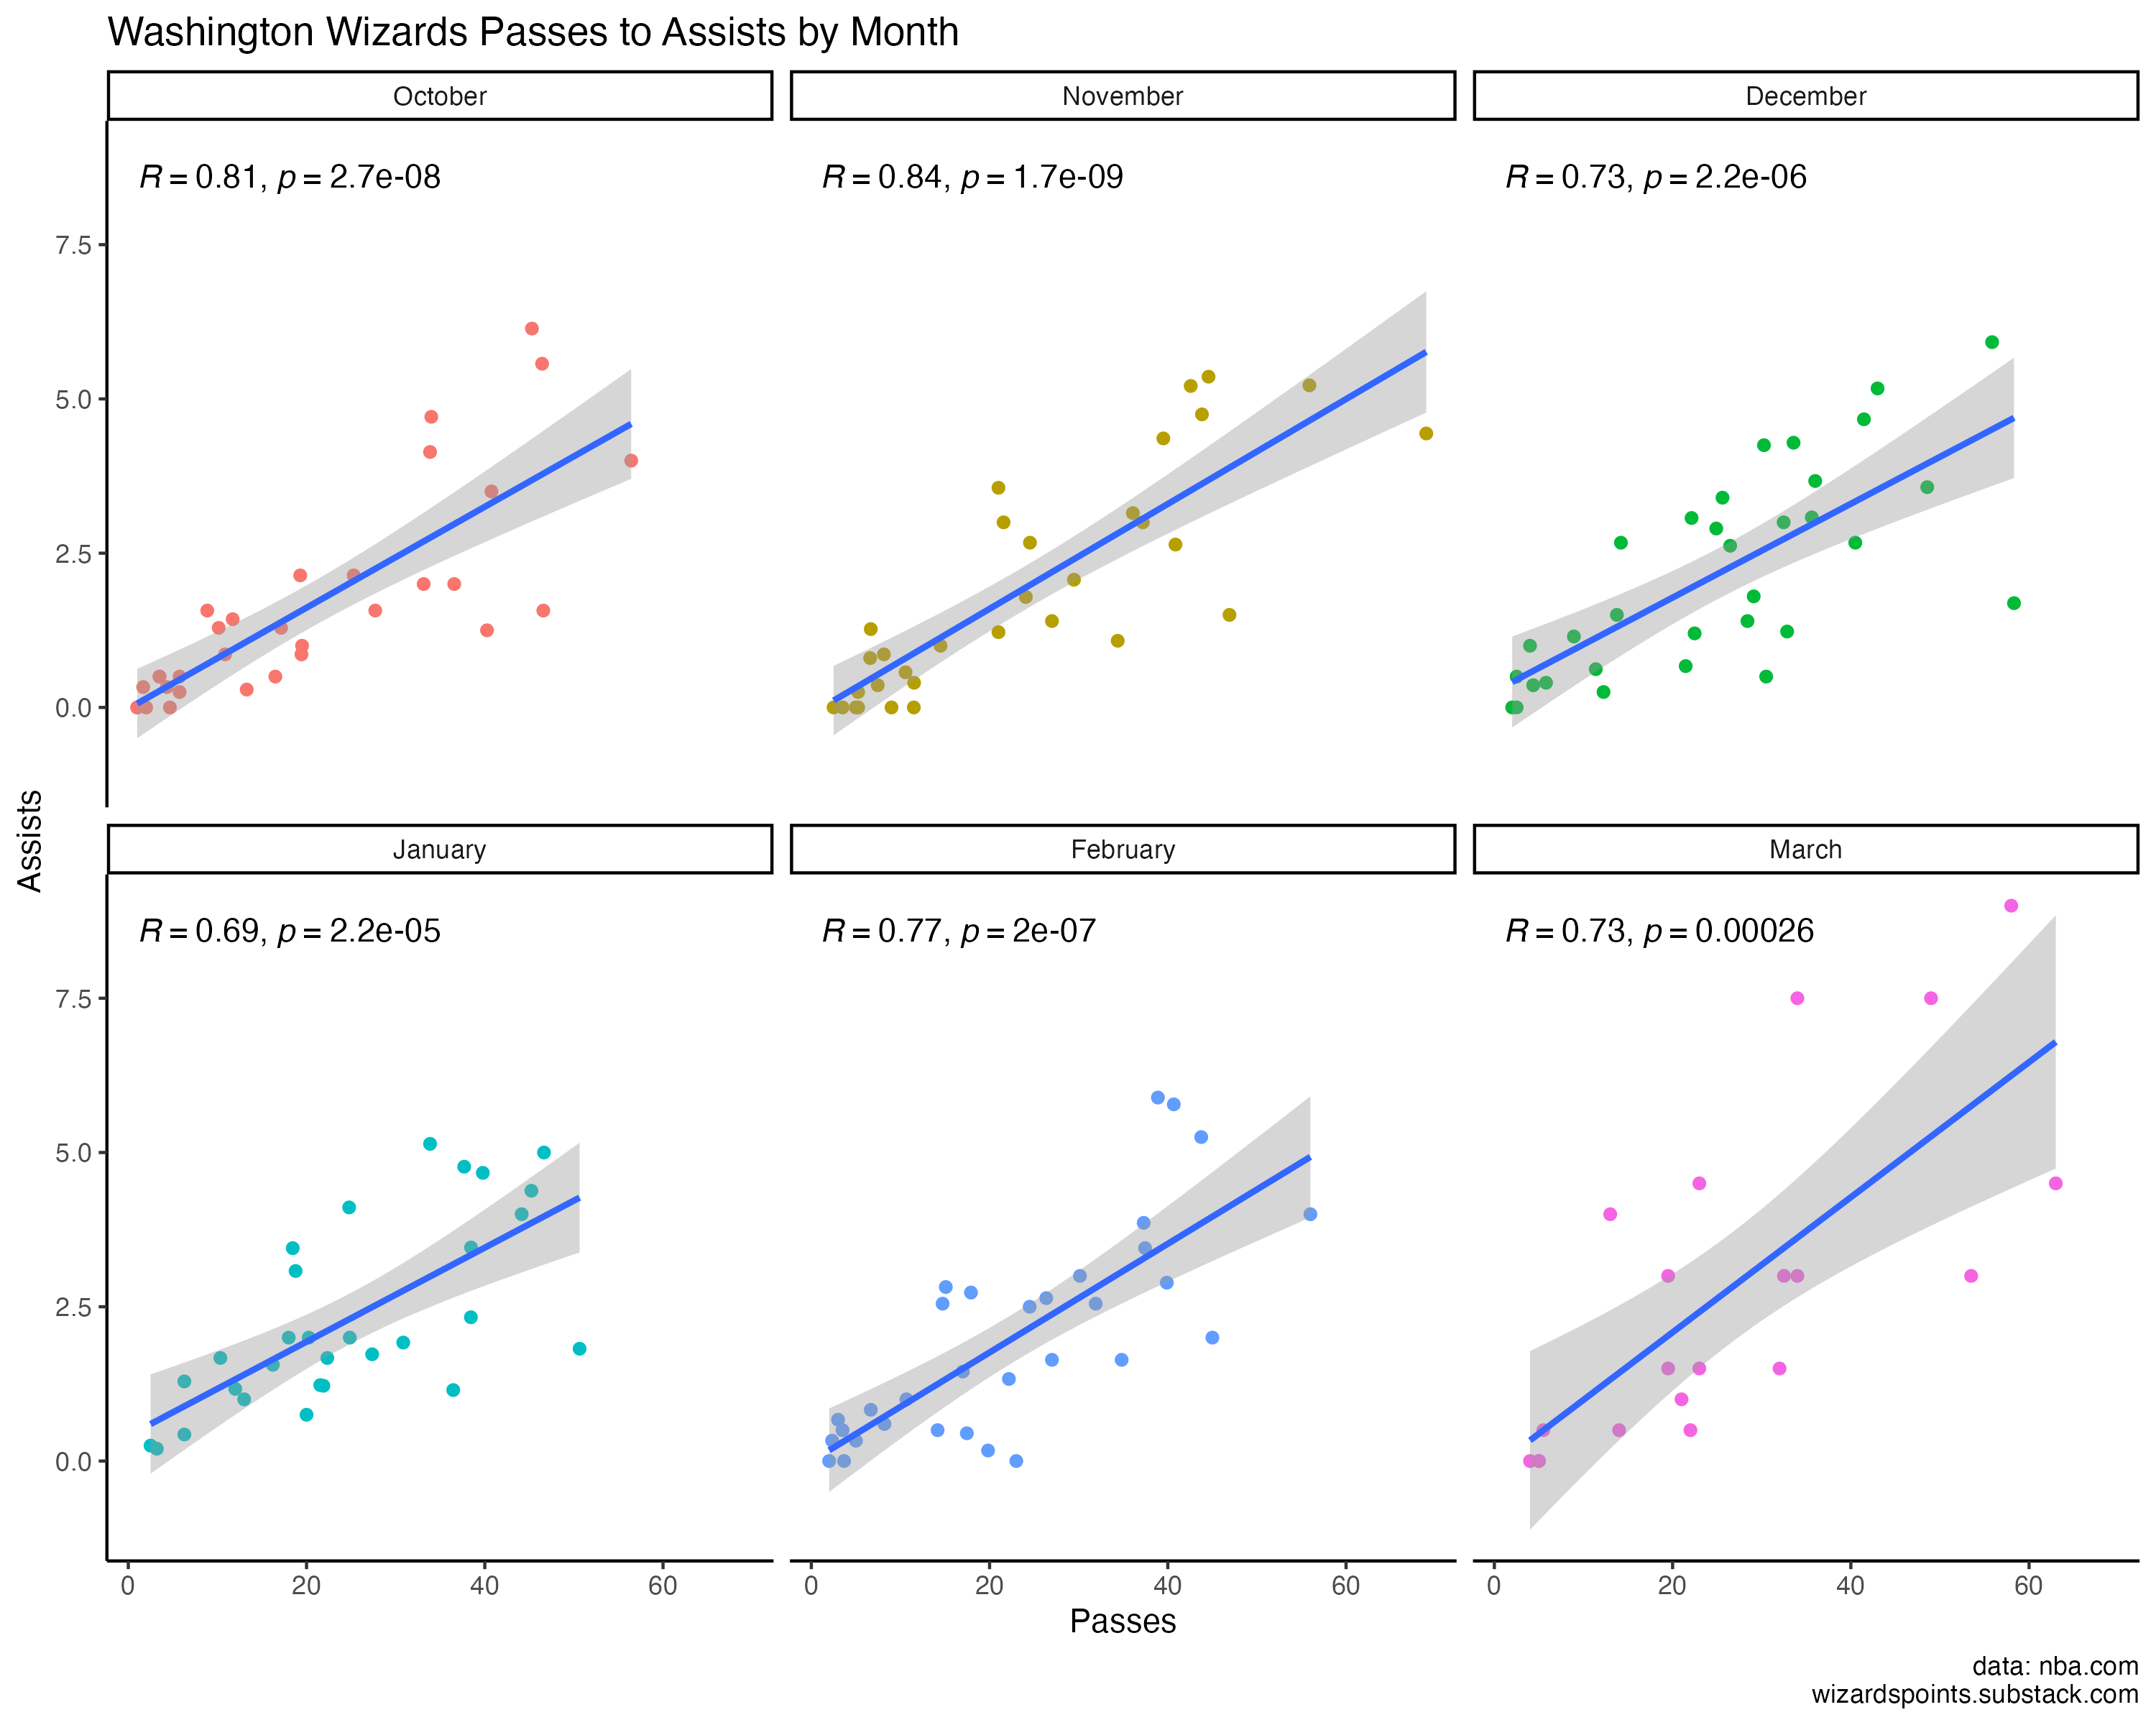 Washington Wizards Passes to Assists by Month
October
November
December
R = 0.81, p = 2.7e-08
R = 0.84, p = 1.7e-09
R = 0.73, p = 2.2e-06
7.5
5.0
2.5
0.0
Assists
January
February
March
R = 0.69, p = 2.2e-05
R = 0.77, p = 2e-07
R = 0.73, p = 0.00026
7.5
5.0
2.5
0.0
0 20 40 60
0 20 40 60
0 20 40 60
Passes
data: nba.com
wizardspoints.substack.com